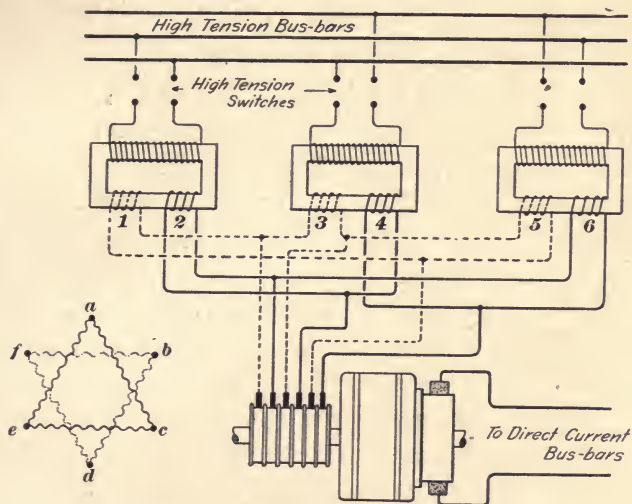 High Tension Bus-bars
High Tension
Switches
1 2 3 4 5 6
a
f b
e c
d
To Direct Current
Bus-bars